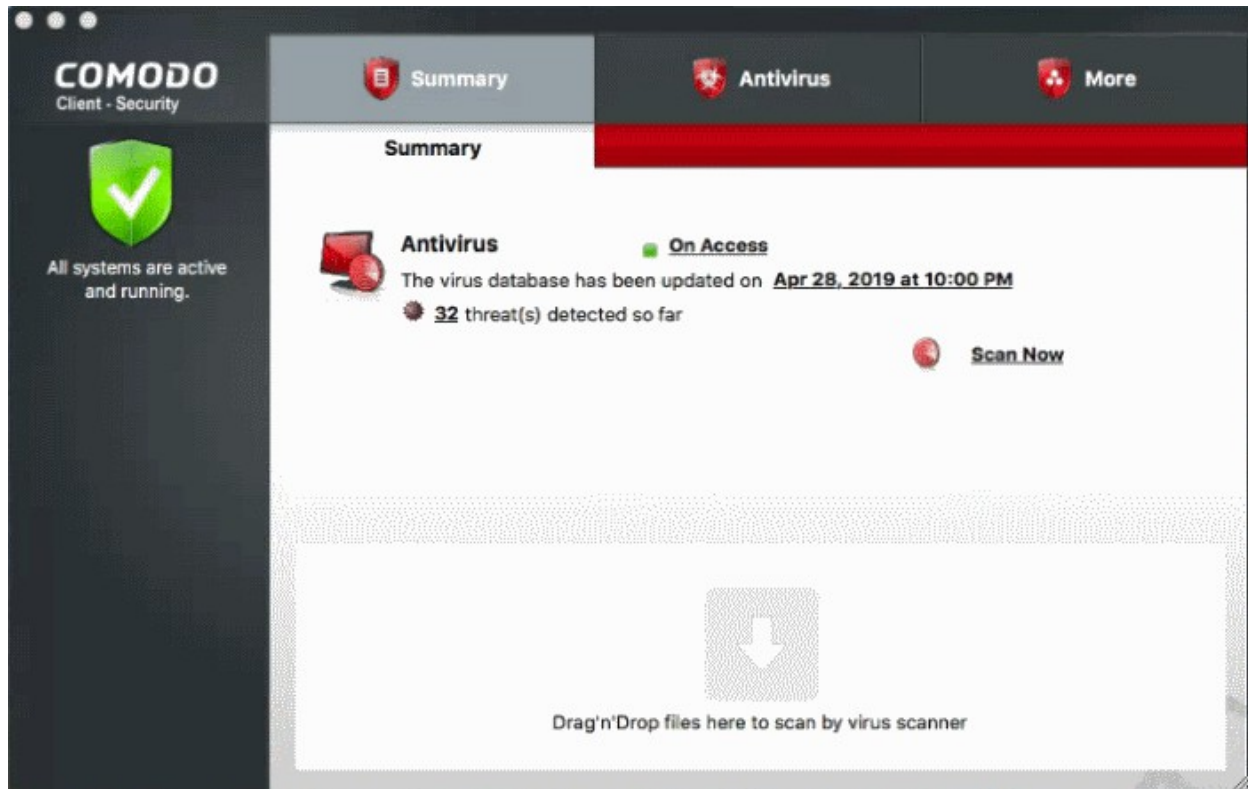 COMODO
Client - Security
Summary
Antivirus
More
All systems are active
and running.
Summary
Antivirus
On Access
The virus database has been updated on Apr 28, 2019 at 10:00 PM
32 threat(s) detected so far
Scan Now
Drag'n'Drop files here to scan by virus scanner